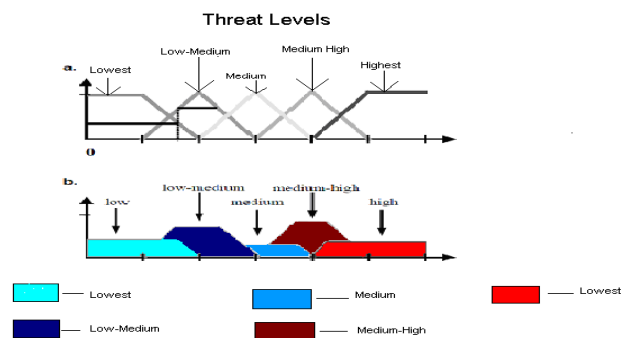 Threat Levels
a.
Lowest
Low-Medium
Medium
Medium High
Highest
0
b.
low
low-medium
medium
medium-high
high
Lowest
Medium
Lowest
Low-Medium
Medium-High